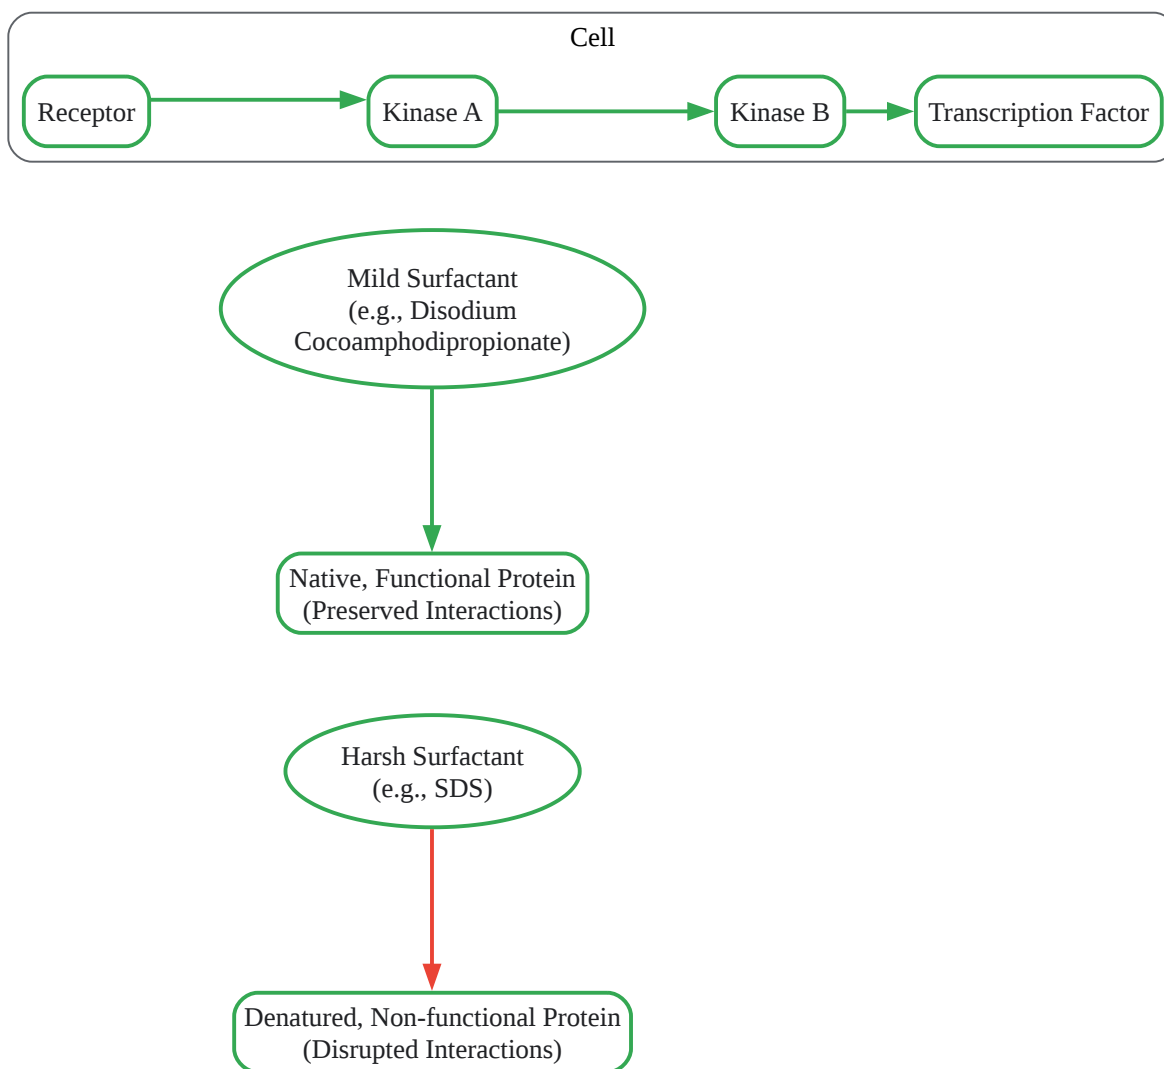 Cell
Receptor
Kinase A
Kinase B
Transcription Factor
Mild Surfactant
(e.g., Disodium
Cocoamphodipropionate)
Native, Functional Protein
(Preserved Interactions)
Harsh Surfactant
(e.g., SDS)
Denatured, Non-functional Protein
(Disrupted Interactions)